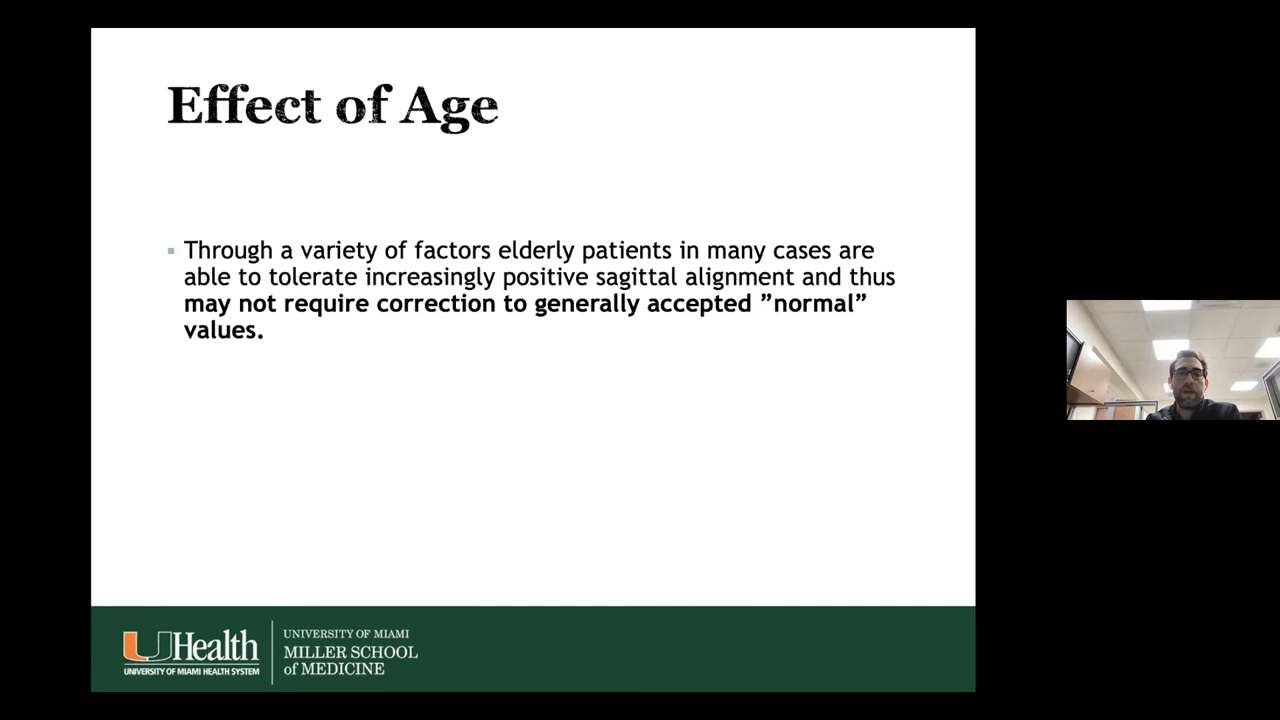 Effect of Age
Through a variety of factors elderly patients in many cases are
able to tolerate increasingly positive sagittal alignment and thus
may not require correction to generally accepted ”normal”
values.
UHealth
UNIVERSITY OF MIAMI HEALTH SYSTEM
UNIVERSITY OF MIAMI
MILLER SCHOOL
of MEDICINE